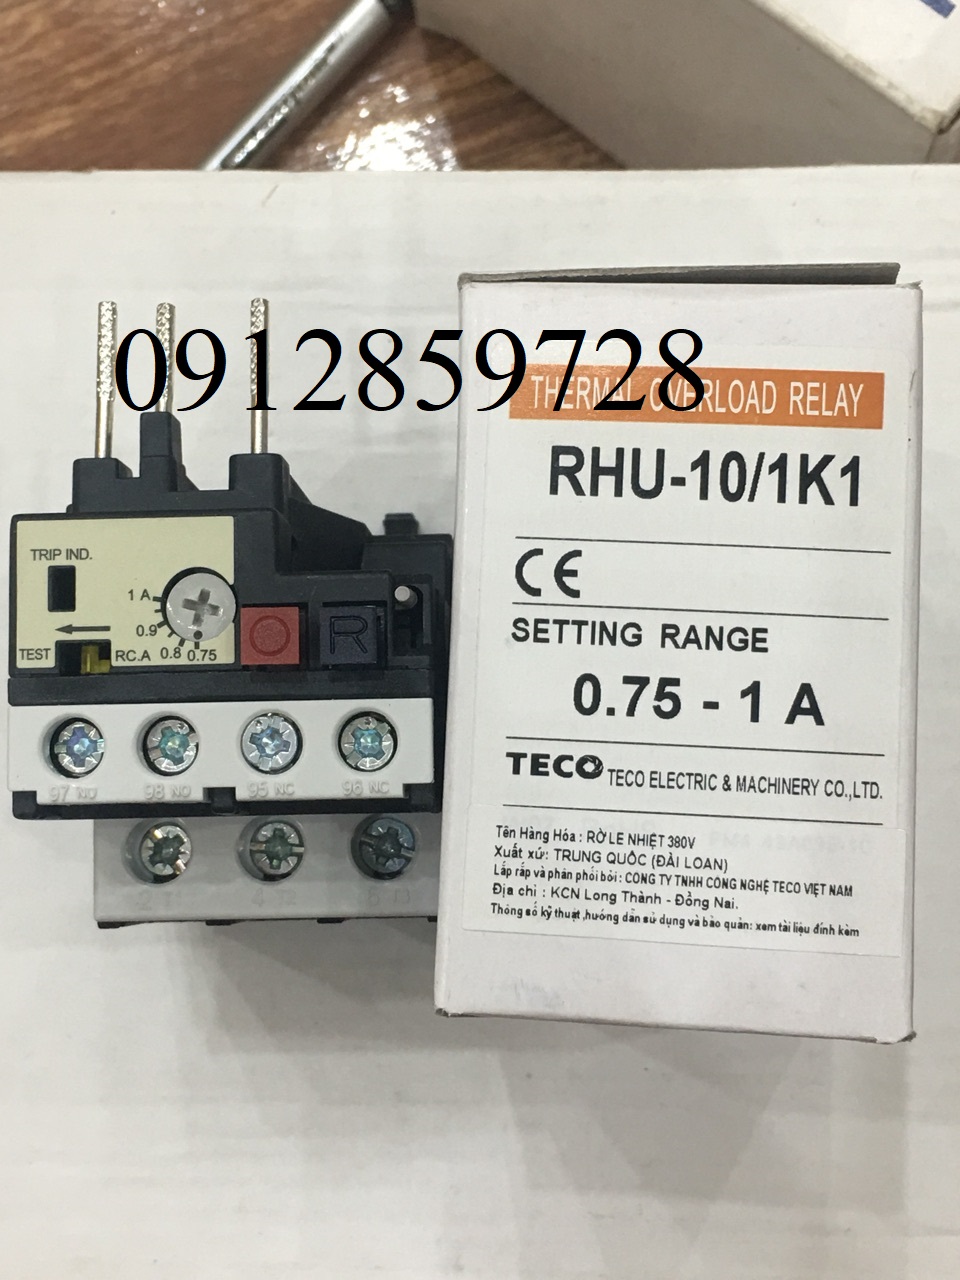 0912859728
THERMAL OVERLOAD RELAY
RHU-10/1K1
CE
SETTING RANGE
0.75 - 1 A
TECO TECO ELECTRIC & MACHINERY CO.,LTD.
Tên Hàng Hóa : RỜ LE NHIỆT 380V
Xuất xứ: TRUNG QUỐC (ĐÀI LOAN)
Lắp ráp và phân phối bởi : CÔNG TY TNHH CÔNG NGHỆ TECO VIỆT NAM
Địa chỉ : KCN Long Thành - Đồng Nai.
Thông số kỹ thuật ,hướng dẫn sử dụng và bảo quản: xem tài liệu đính kèm
TRIP IND.
1 A
0.9
0.8 0.75
TEST
RC.A
R
97 NO 98 NO 95 NC 96 NC